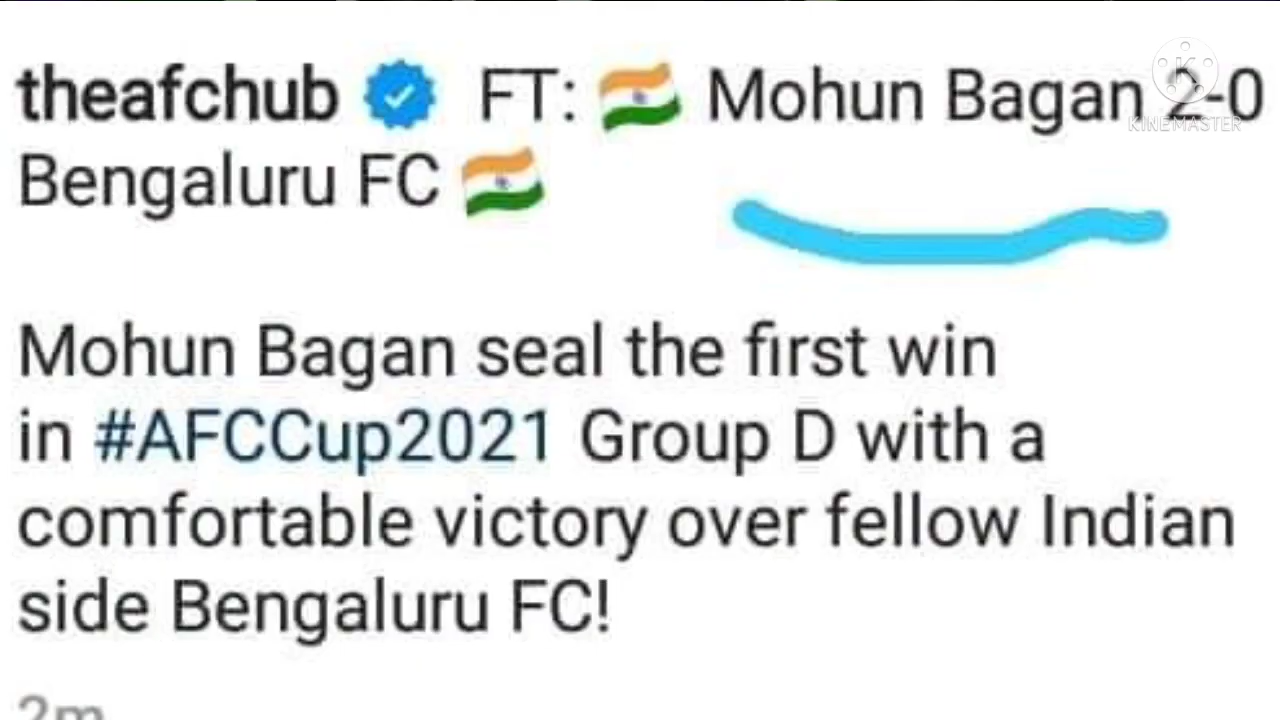 theafchub FT: 🇮🇳 Mohun Bagan 2-0
Bengaluru FC 🇮🇳
Mohun Bagan seal the first win
in #AFCCup2021 Group D with a
comfortable victory over fellow Indian
side Bengaluru FC!
2m
KINEMASTER